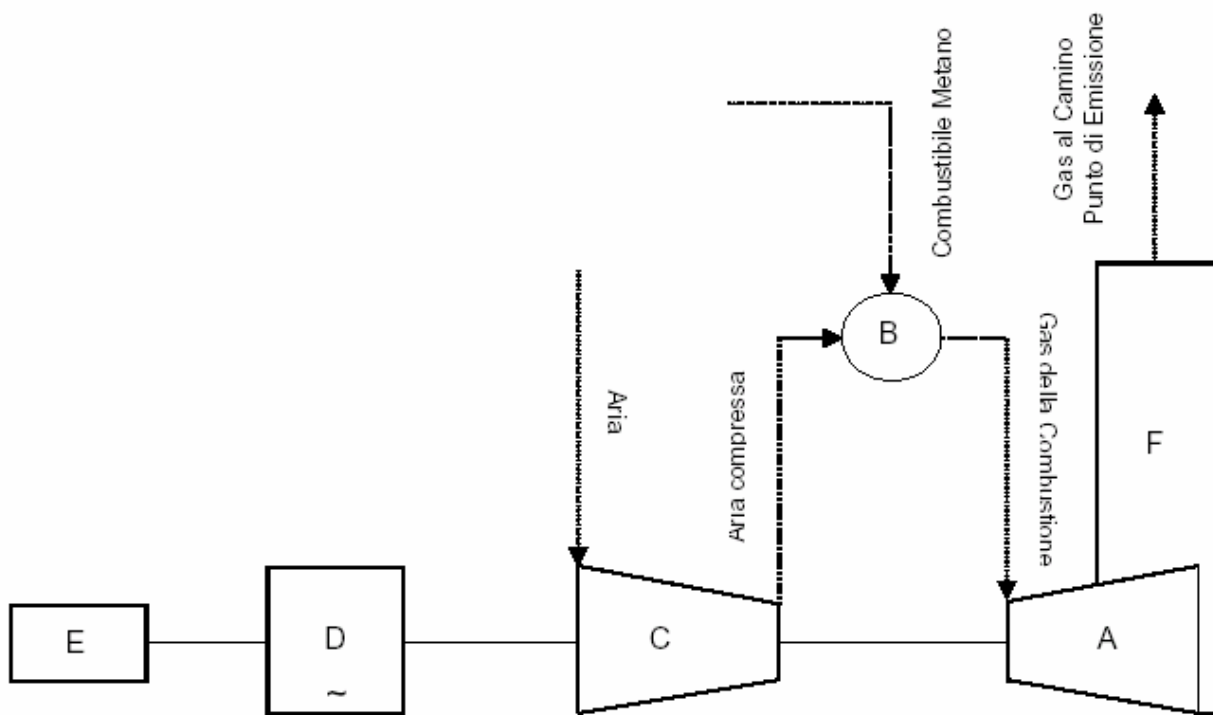 Gas al Camino
Punto di Emissione
Combustibile Metano
Aria
Aria compressa
B
Gas della Combustione
F
E
D
~
C
A